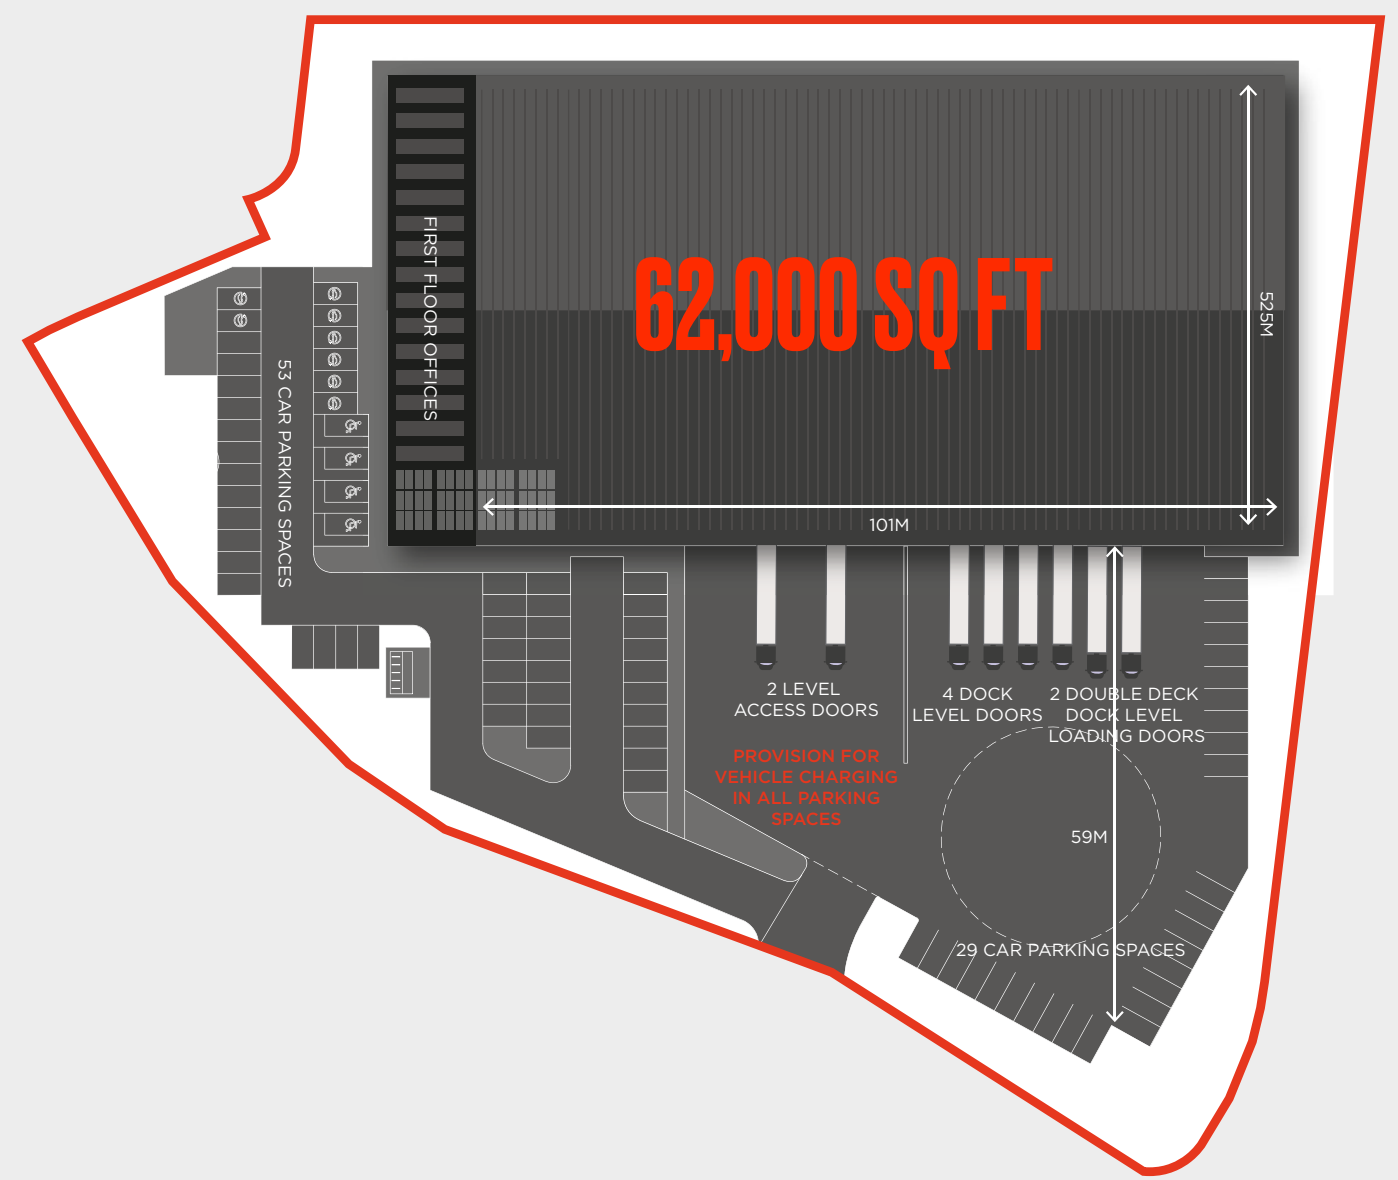 FIRST FLOOR OFFICES
62,000 SQ FT
525M
101M
53 CAR PARKING SPACES
2 LEVEL
ACCESS DOORS
4 DOCK
LEVEL DOORS
2 DOUBLE DECK
DOCK LEVEL
LOADING DOORS
PROVISION FOR
VEHICLE CHARGING
IN ALL PARKING
SPACES
59M
29 CAR PARKING SPACES